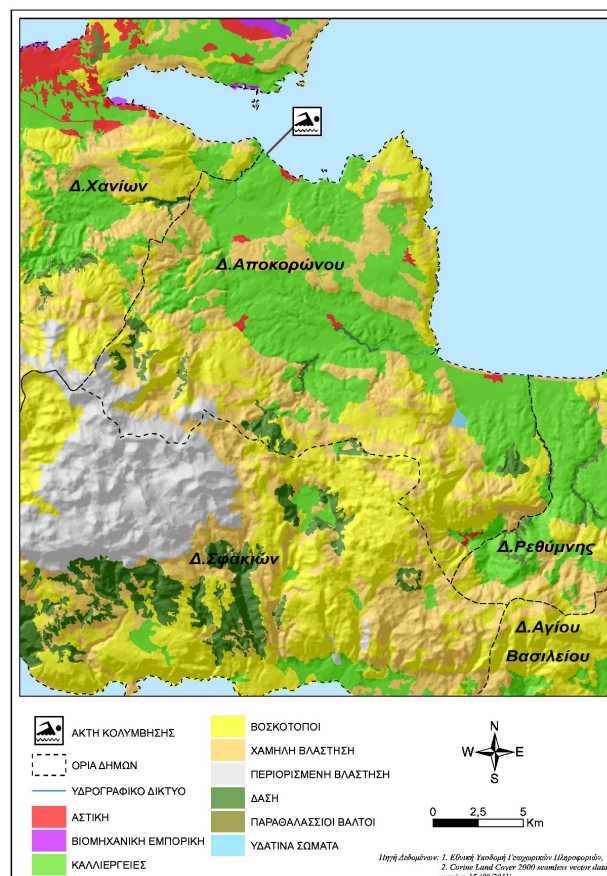 Δ.Χανίων
Δ.Αποκορώνου
Δ.Σφακιών
Δ.Ρεθύμνης
Δ.Αγίου
Βασιλείου
ΑΚΤΗ ΚΟΛΥΜΒΗΣΗΣ
ΟΡΙΑ ΔΗΜΩΝ
ΥΔΡΟΓΡΑΦΙΚΟ ΔΙΚΤΥΟ
ΑΣΤΙΚΗ
ΒΙΟΜΗΧΑΝΙΚΗ ΕΜΠΟΡΙΚΗ
ΚΑΛΛΙΕΡΓΕΙΕΣ
ΒΟΣΚΟΤΟΠΟΙ
ΧΑΜΗΛΗ ΒΛΑΣΤΗΣΗ
ΠΕΡΙΟΡΙΣΜΕΝΗ ΒΛΑΣΤΗΣΗ
ΔΑΣΗ
ΠΑΡΑΘΑΛΑΣΣΙΟΙ ΒΑΛΤΟΙ
ΥΔΑΤΙΝΑ ΣΩΜΑΤΑ
N
W E
S
0 2,5 5
Km
Πηγή Δεδομένων: 1. Εθνική Υποδομή Γεωχωρικών Πληροφοριών,
2. Corine Land Cover 2000 seamless vector data